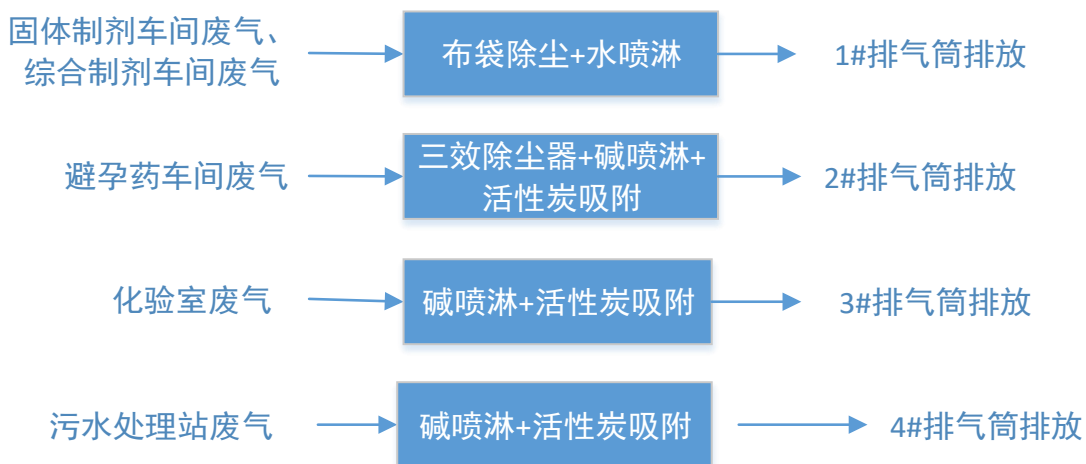 固体制剂车间废气、
综合制剂车间废气
布袋除尘+水喷淋
1#排气筒排放
避孕药车间废气
三效除尘器+碱喷淋+
活性炭吸附
2#排气筒排放
化验室废气
碱喷淋+活性炭吸附
3#排气筒排放
污水处理站废气
碱喷淋+活性炭吸附
4#排气筒排放